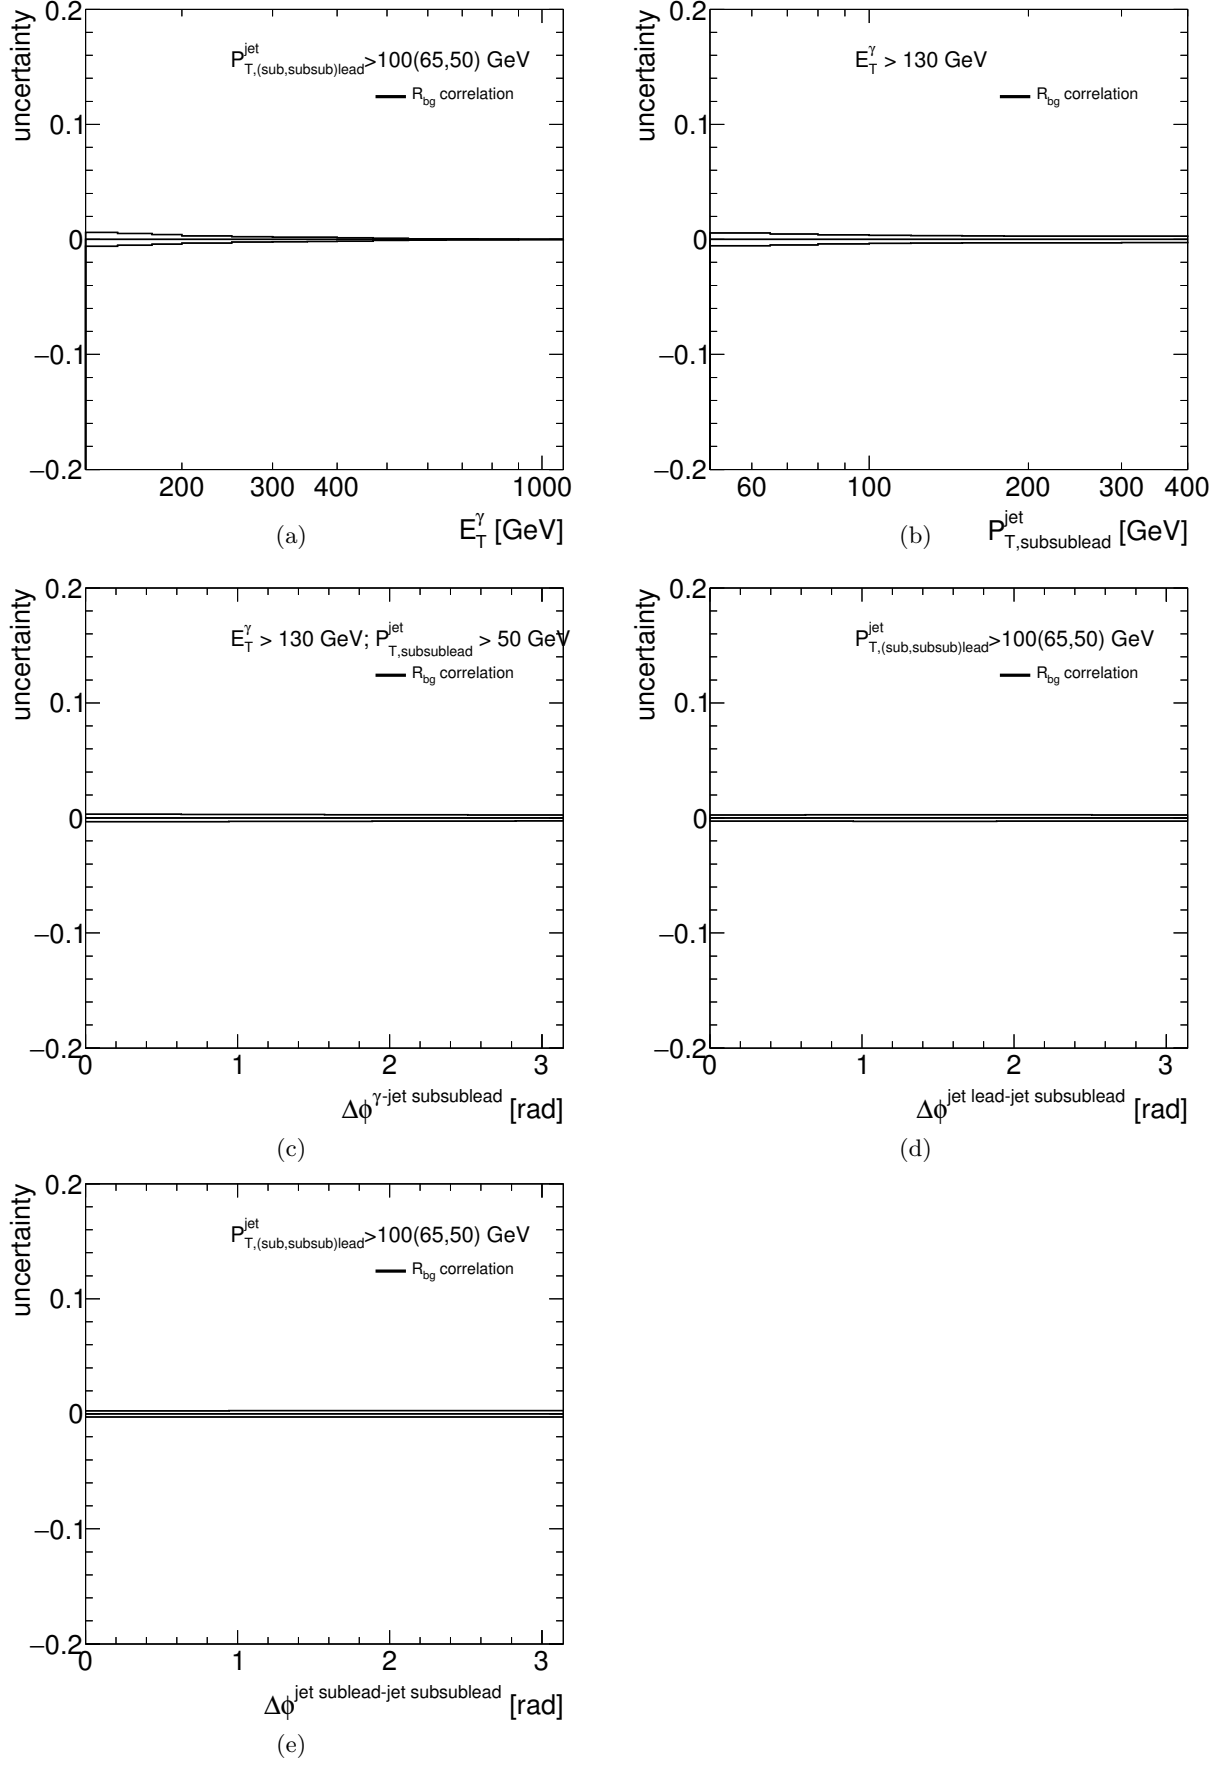 uncertainty
0.2
0.1
0
−0.1
−0.2
P^jet_T,(sub,subsub)lead>100(65,50) GeV
R_bg correlation
200 300 400 1000
E^γ_T [GeV]
(a)
uncertainty
0.2
0.1
0
−0.1
−0.2
E^γ_T > 130 GeV
R_bg correlation
60 100 200 300 400
P^jet_T,subsublead [GeV]
(b)
uncertainty
0.2
0.1
0
−0.1
−0.2
E^γ_T > 130 GeV; P^jet_T,subsublead > 50 GeV
R_bg correlation
0 1 2 3
Δϕ^γ-jet subsublead [rad]
(c)
uncertainty
0.2
0.1
0
−0.1
−0.2
P^jet_T,(sub,subsub)lead>100(65,50) GeV
R_bg correlation
0 1 2 3
Δϕ^jet lead-jet subsublead [rad]
(d)
uncertainty
0.2
0.1
0
−0.1
−0.2
P^jet_T,(sub,subsub)lead>100(65,50) GeV
R_bg correlation
0 1 2 3
Δϕ^jet sublead-jet subsublead [rad]
(e)